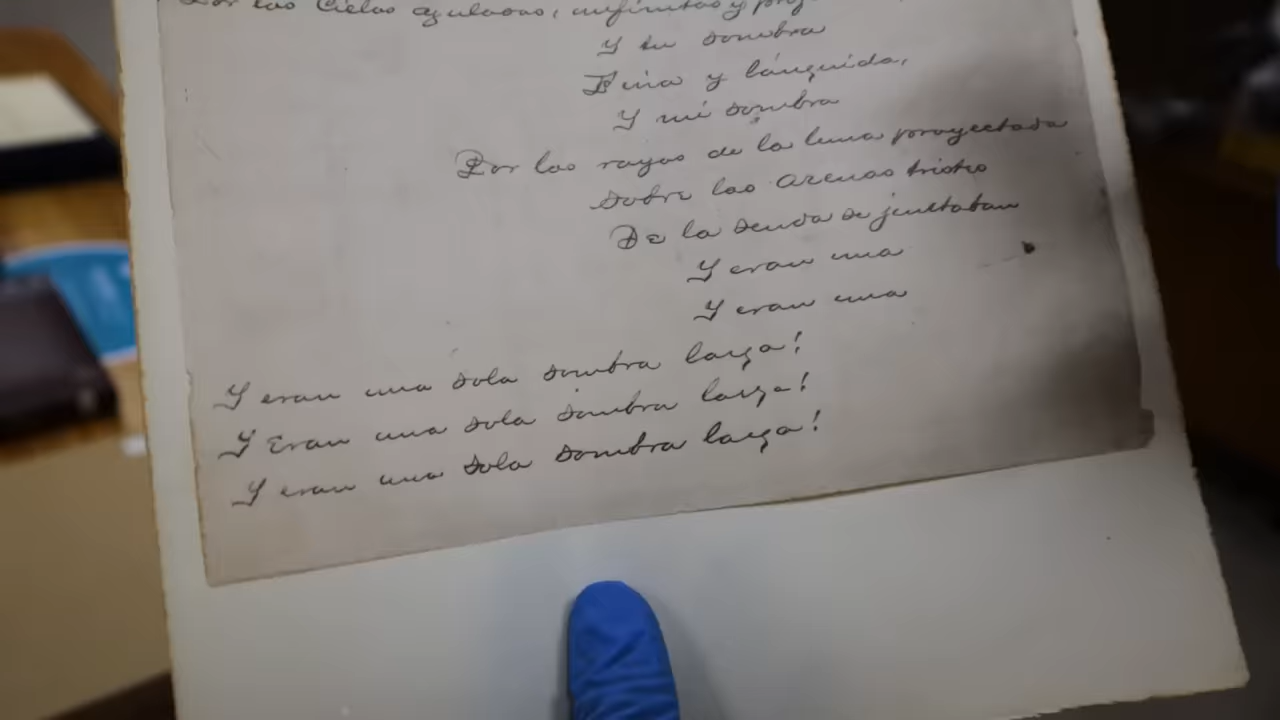 Por los Cielos azulosos, infinitos y
Y tu sombra
Fina y lánguida,
Y mi sombra
Por los rayos de la luna proyectada
Sobre las arenas tristes
De la senda se juntaban
Y eran una
Y eran una
Y eran una sola sombra larga!
Y Eran una sola sombra larga!
Y eran una sola sombra larga!